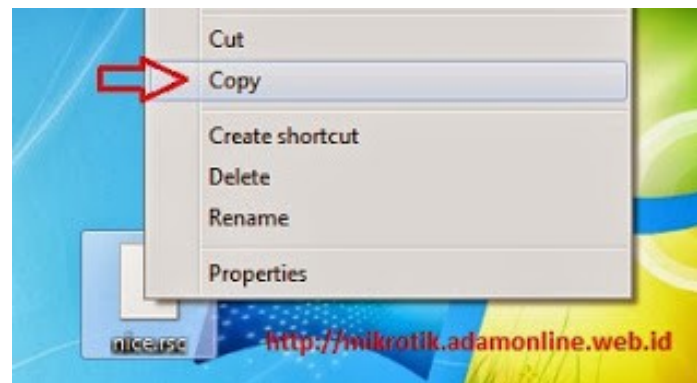 Cut
Copy
Create shortcut
Delete
Rename
Properties
nice.rsc
http://mikrotik.adamonline.web.id